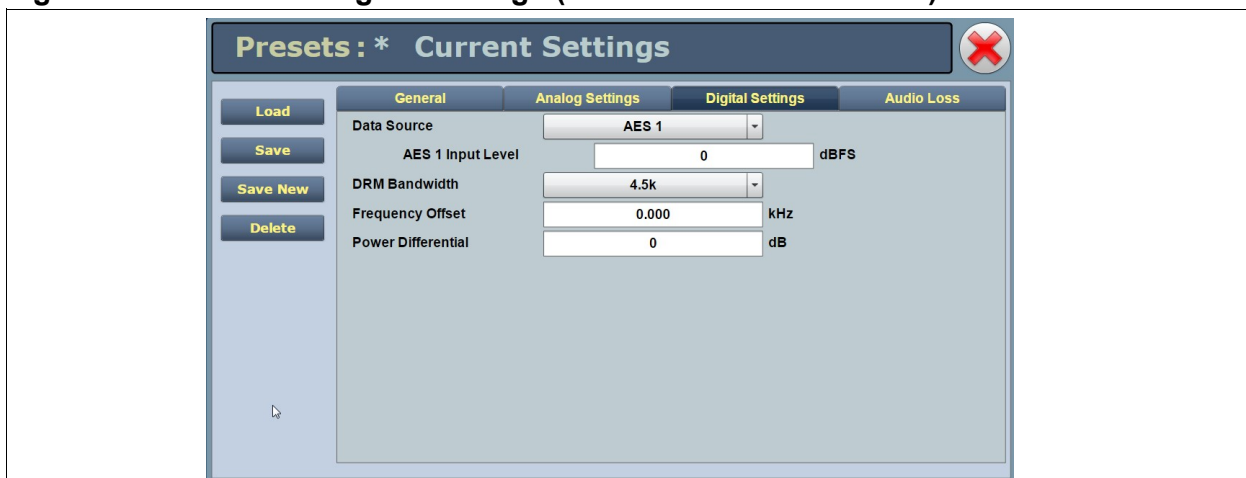 Presets: * Current Settings
Load
Save
Save New
Delete
General Analog Settings Digital Settings Audio Loss
Data Source AES 1
AES 1 Input Level 0 dBFS
DRM Bandwidth 4.5k
Frequency Offset 0.000 kHz
Power Differential 0 dB